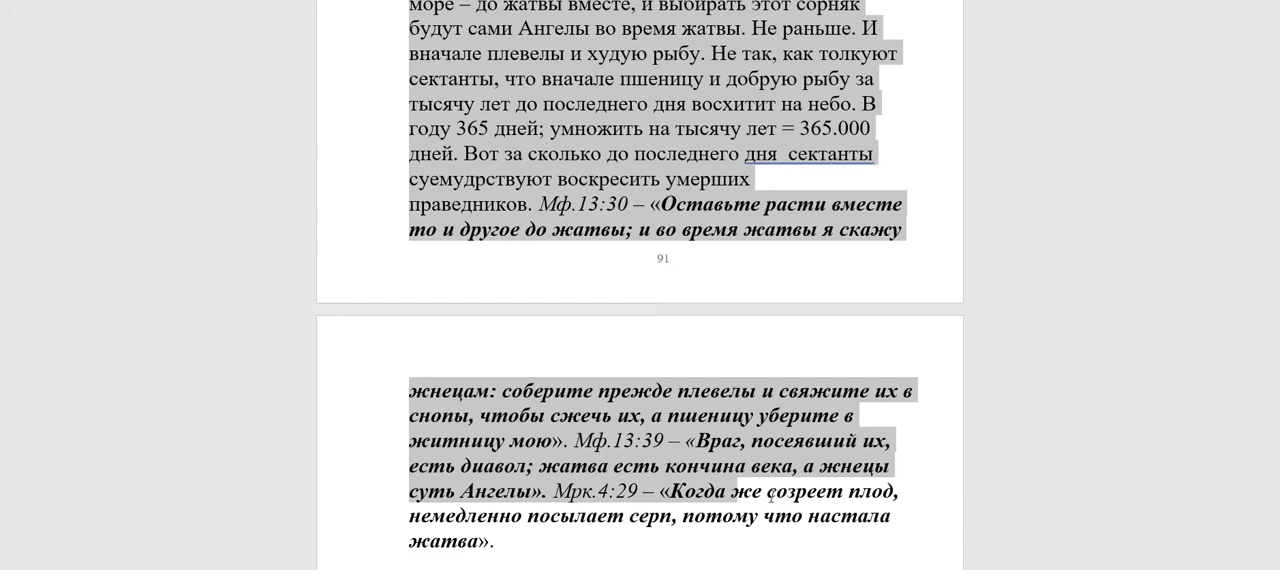 море – до жатвы вместе, и выбирать этот сорняк
будут сами Ангелы во время жатвы. Не раньше. И
вначале плевелы и худую рыбу. Не так, как толкуют
сектанты, что вначале пшеницу и добрую рыбу за
тысячу лет до последнего дня восхитит на небо. В
году 365 дней; умножить на тысячу лет = 365.000
дней. Вот за сколько до последнего дня  сектанты
суемудрствуют воскресить умерших
праведников. Мф.13:30 – «Оставьте расти вместе
то и другое до жатвы; и во время жатвы я скажу
91
жнецам: соберите прежде плевелы и свяжите их в
снопы, чтобы сжечь их, а пшеницу уберите в
житницу мою». Мф.13:39 – «Враг, посеявший их,
есть диавол; жатва есть кончина века, а жнецы
суть Ангелы». Мрк.4:29 – «Когда же созреет плод,
немедленно посылает серп, потому что настала
жатва».